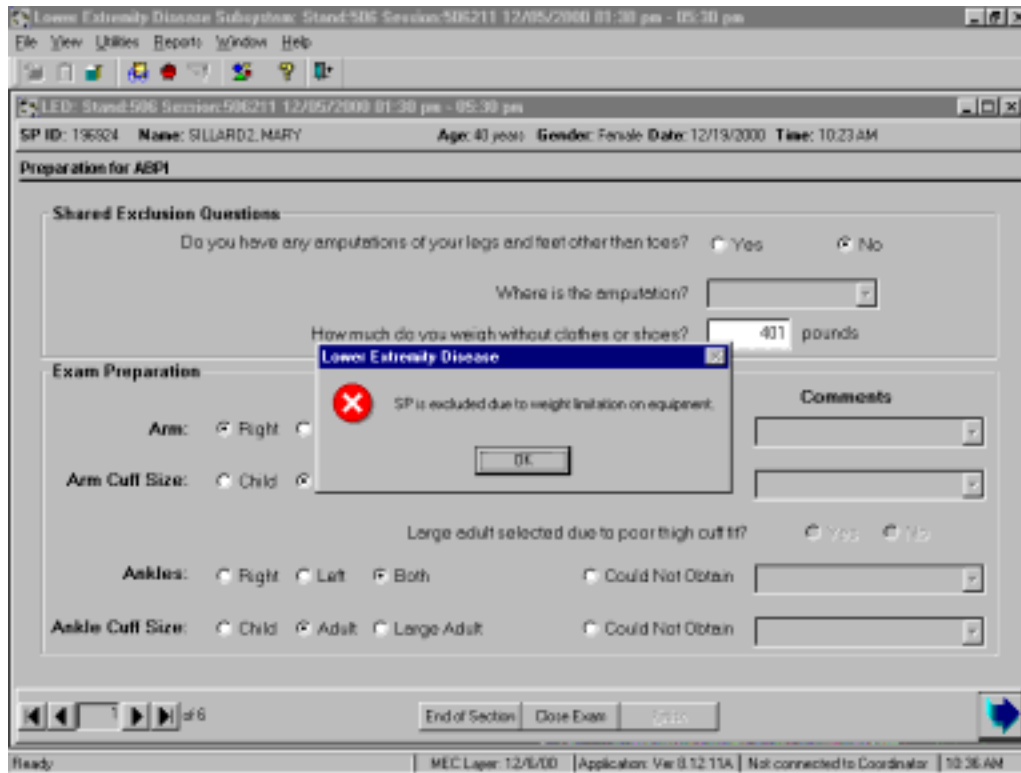 Lower Extremity Disease Subsystem: Stand:506 Session:506211 12/05/2000 01:30 pm - 05:30 pm
File View Utilities Reports Window Help
LED: Stand:506 Session:506211 12/05/2000 01:30 pm - 05:30 pm
SP ID: 196924 Name: SILLARD2, MARY Age: 40 years Gender: Female Date: 12/19/2000 Time: 10:23 AM
Preparation for ABPI
Shared Exclusion Questions
Do you have any amputations of your legs and feet other than toes? Yes No
Where is the amputation?
How much do you weigh without clothes or shoes? 401 pounds
Lower Extremity Disease
SP is excluded due to weight limitation on equipment.
OK
Exam Preparation
Comments
Arm: Right
Arm Cuff Size: Child
Large adult selected due to poor thigh cuff fit? Yes No
Ankles: Right Left Both Could Not Obtain
Ankle Cuff Size: Child Adult Large Adult Could Not Obtain
1 of 6 End of Section Close Exam
Ready MEC Layer: 12/6/00 Application: Ver 8.12.11A Not connected to Coordinator 10:36 AM